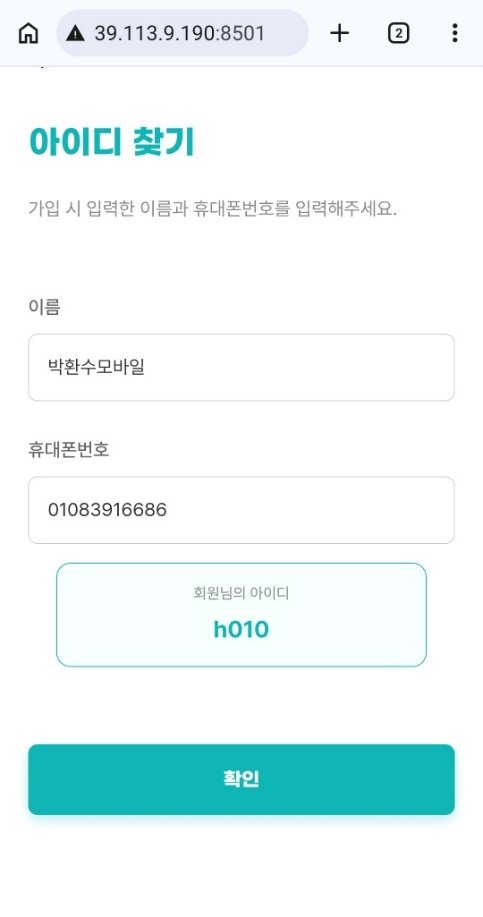 39.113.9.190:8501
2
아이디 찾기
가입 시 입력한 이름과 휴대폰번호를 입력해주세요.
이름
박환수모바일
휴대폰번호
01083916686
회원님의 아이디
h010
확인